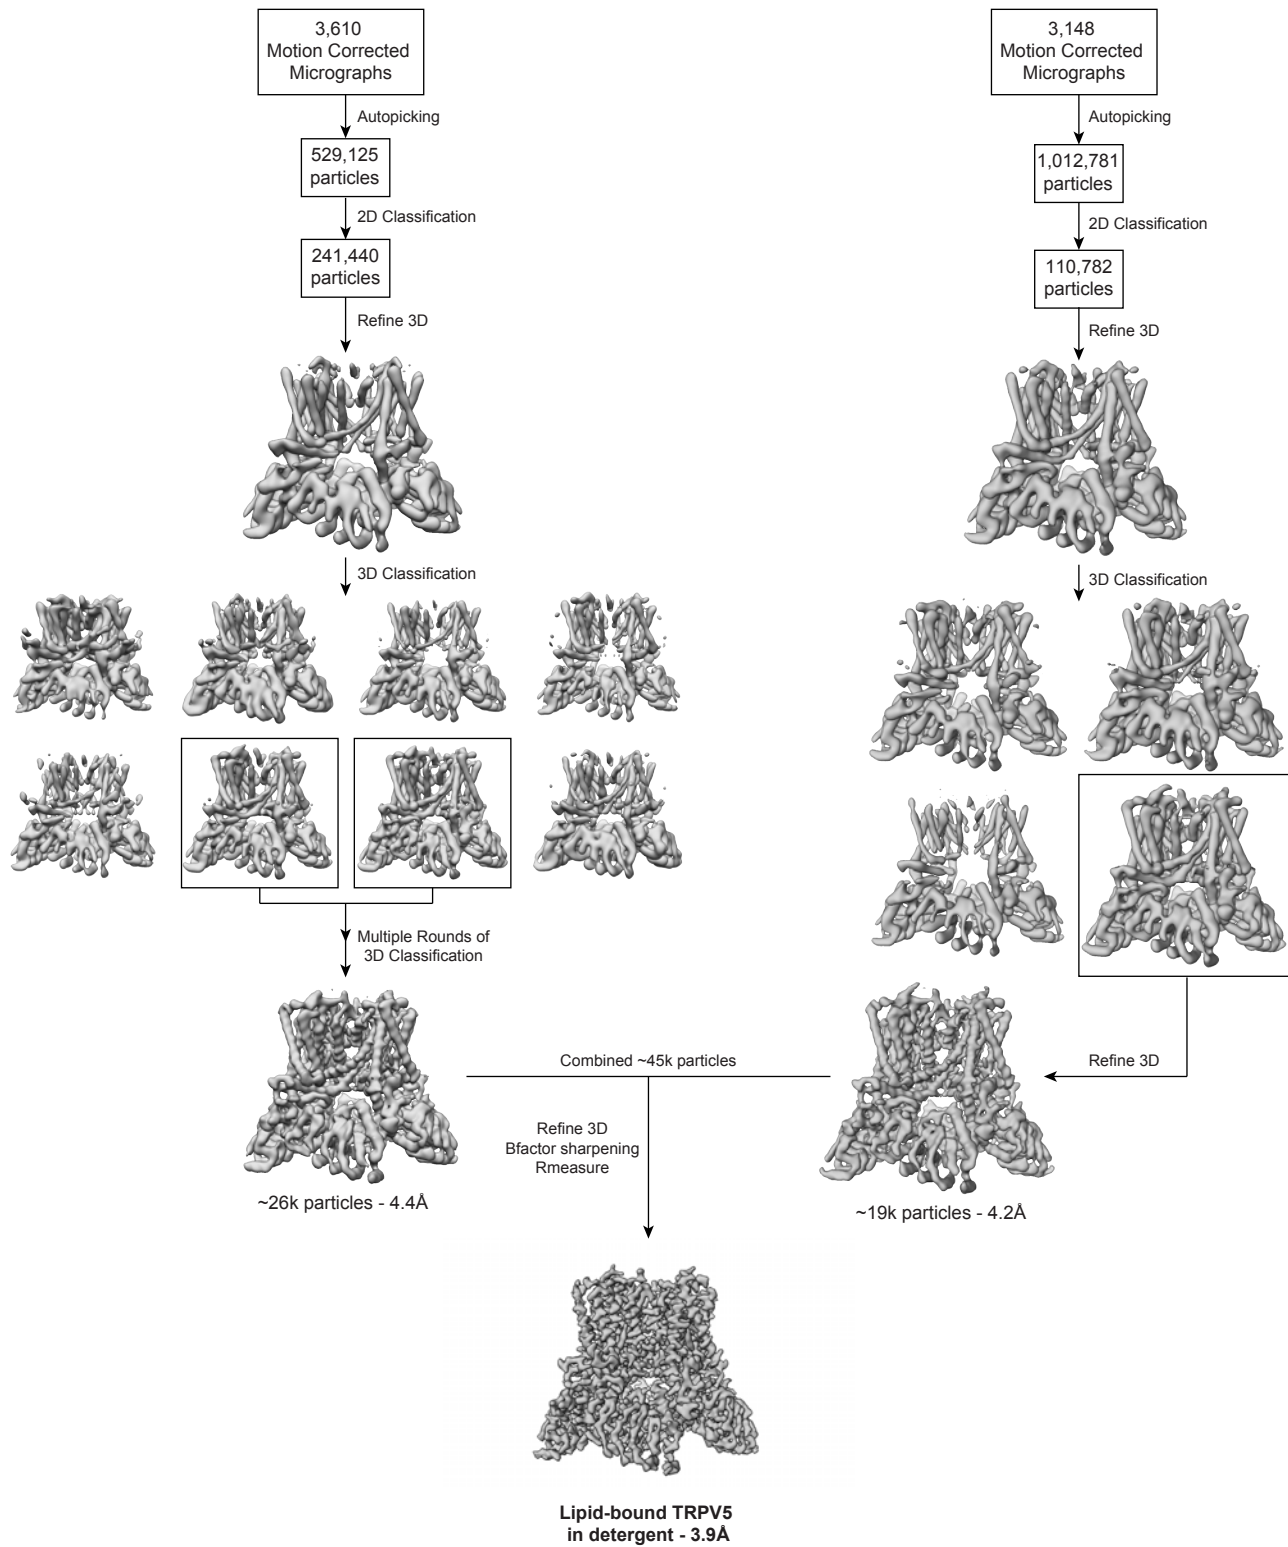 3,610
Motion Corrected
Micrographs
Autopicking
529,125
particles
2D Classification
241,440
particles
Refine 3D
3D Classification
Multiple Rounds of
3D Classification
~26k particles - 4.4Å
3,148
Motion Corrected
Micrographs
Autopicking
1,012,781
particles
2D Classification
110,782
particles
Refine 3D
3D Classification
Refine 3D
~19k particles - 4.2Å
Combined ~45k particles
Refine 3D
Bfactor sharpening
Rmeasure
Lipid-bound TRPV5
in detergent - 3.9Å